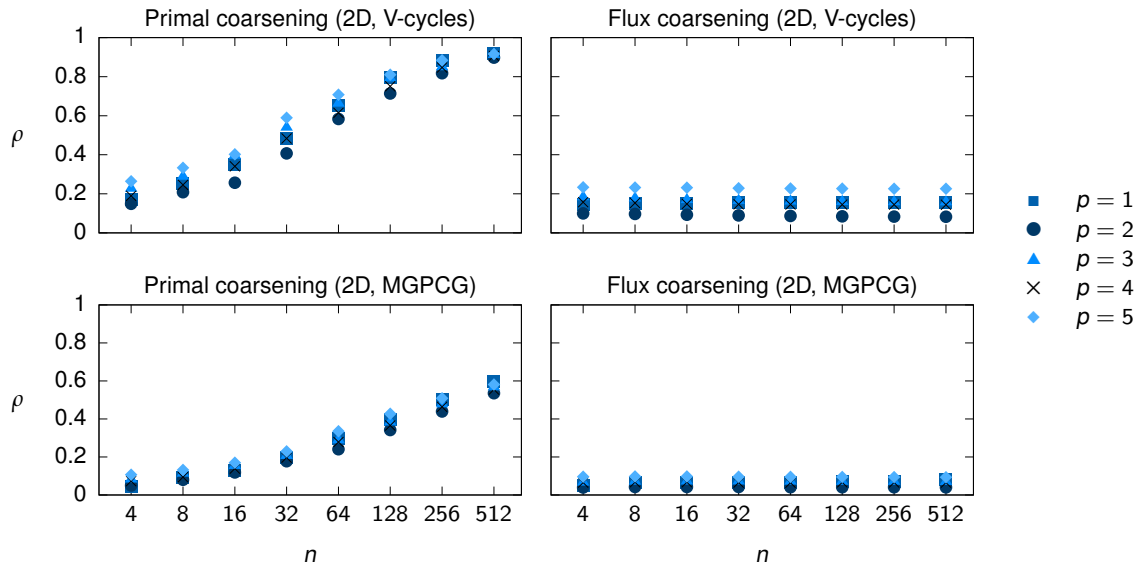 Primal coarsening (2D, V-cycles)
Flux coarsening (2D, V-cycles)
1
0.8
0.6
0.4
0.2
0
ρ
p = 1
p = 2
p = 3
p = 4
p = 5
Primal coarsening (2D, MGPCG)
Flux coarsening (2D, MGPCG)
1
0.8
0.6
0.4
0.2
0
ρ
4 8 16 32 64 128 256 512
4 8 16 32 64 128 256 512
n
n